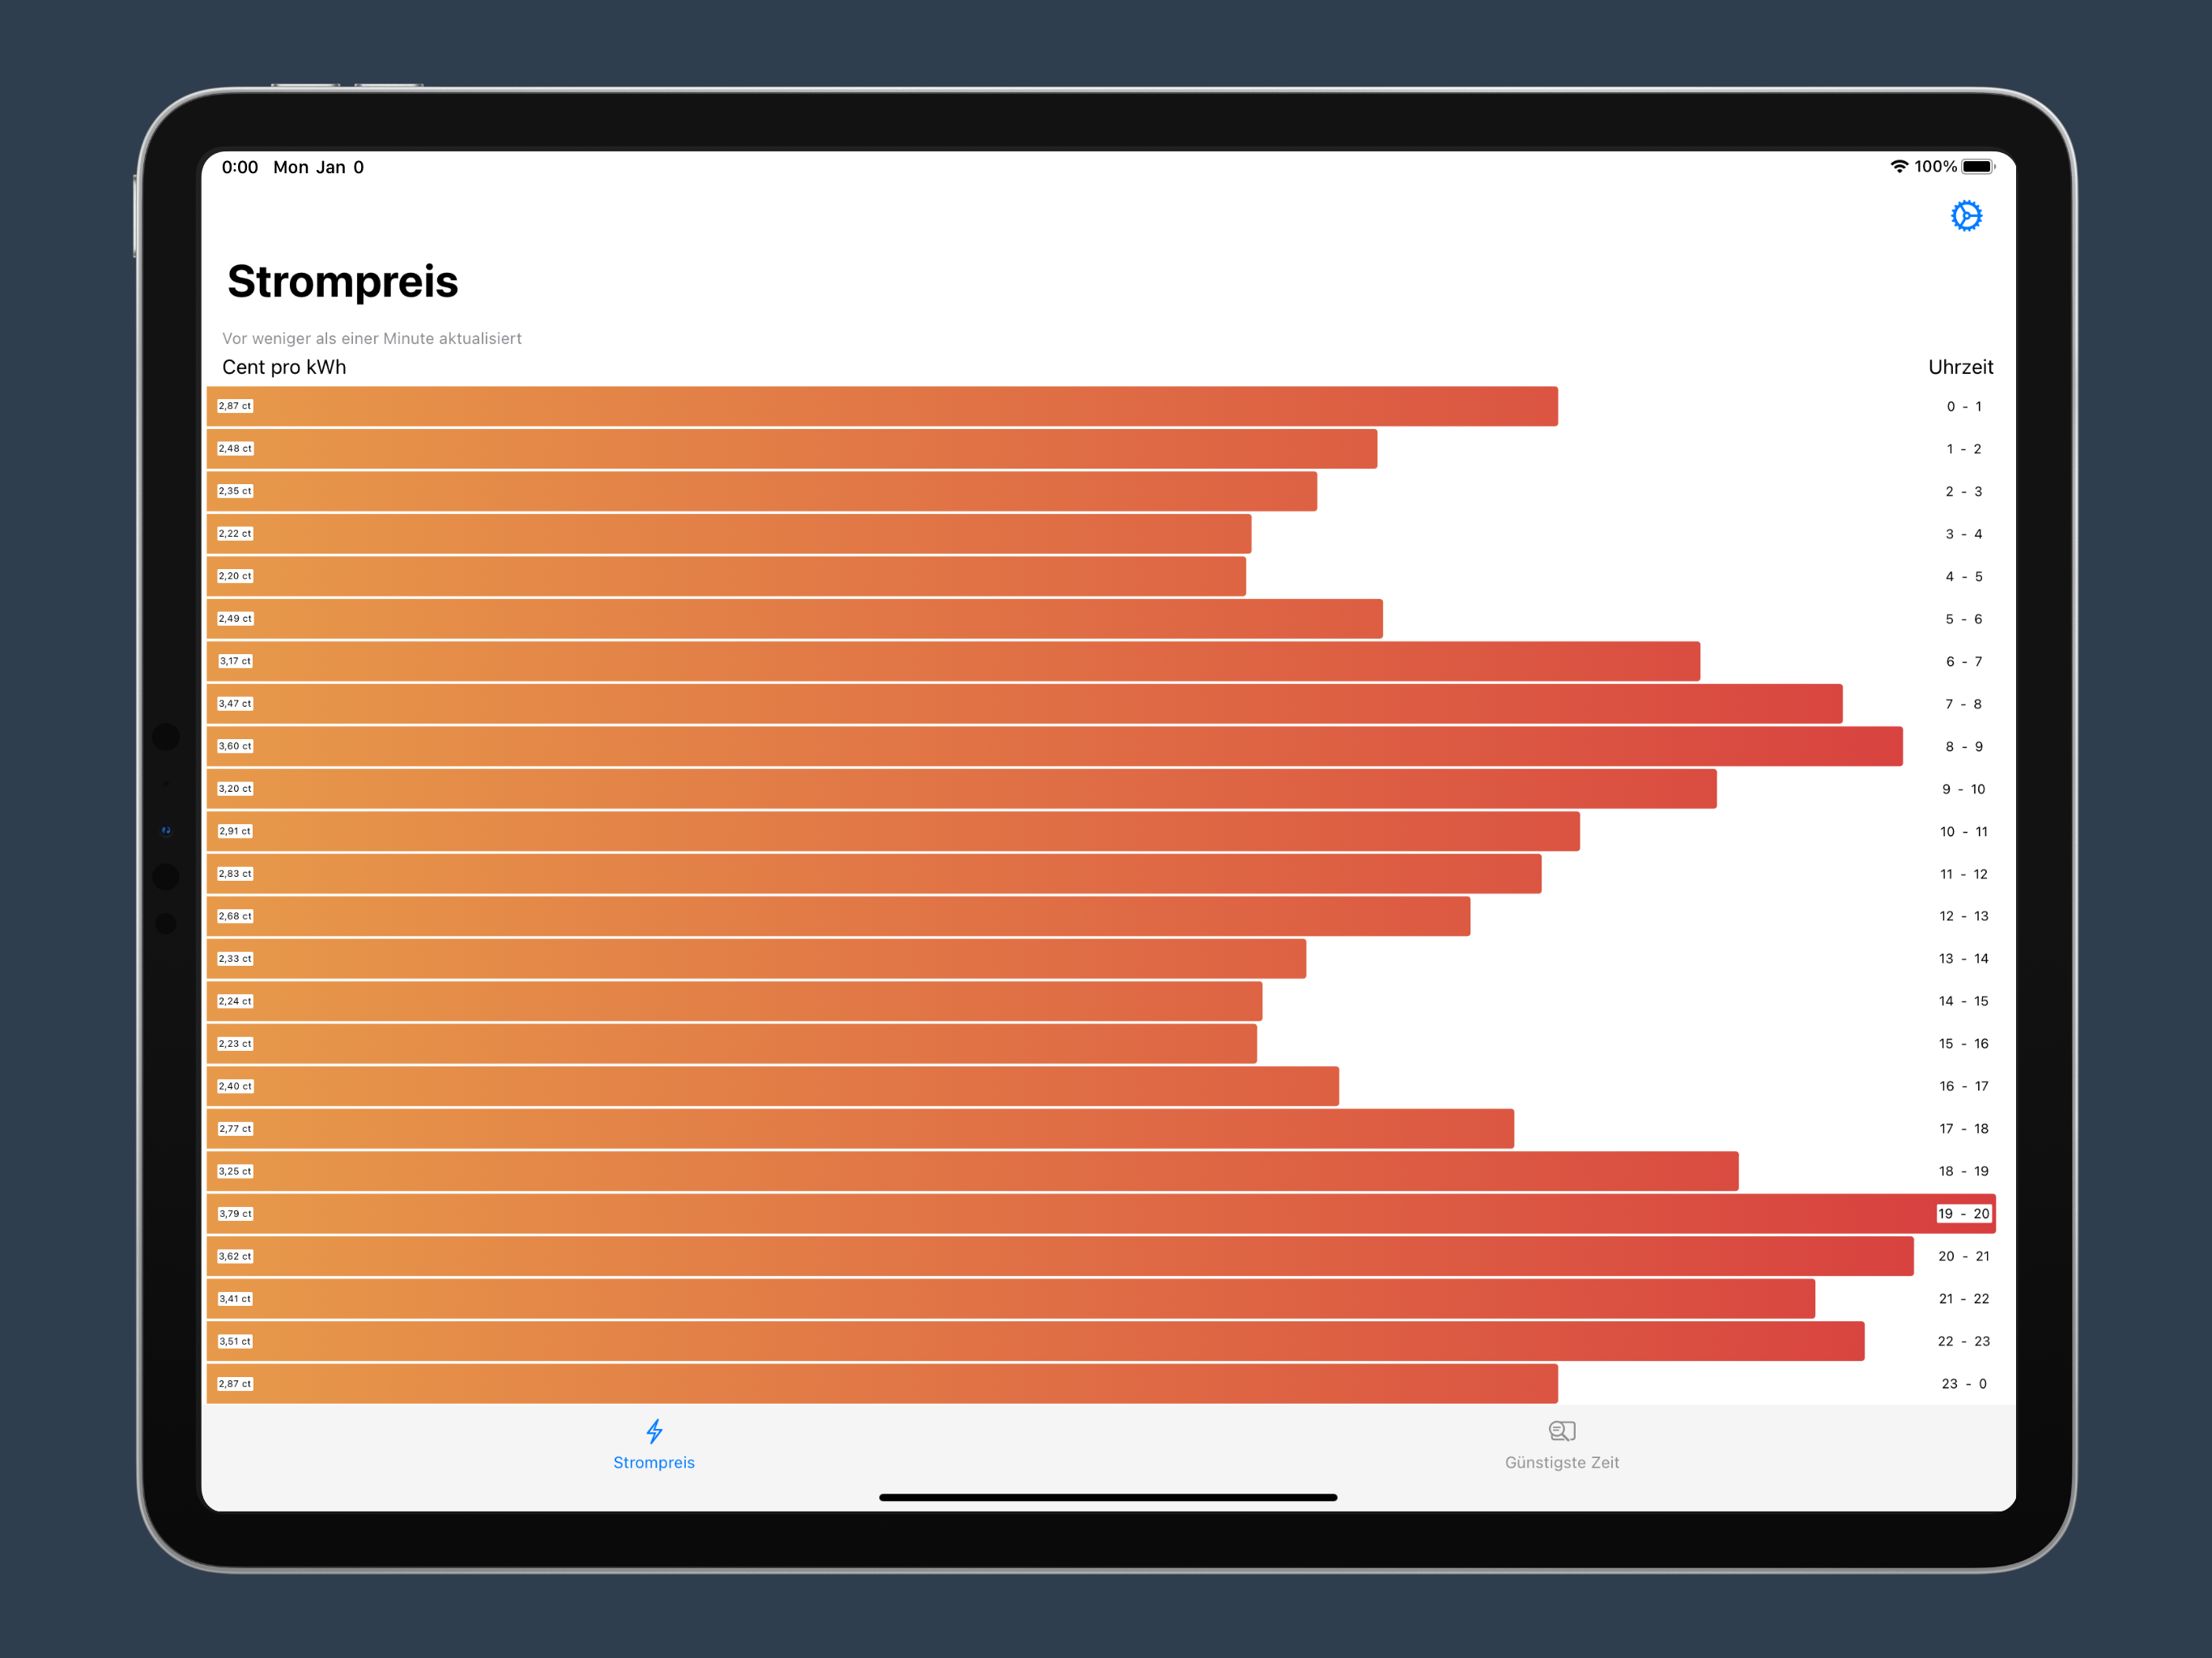 0:00 Mon Jan 0
100%
Strompreis
Vor weniger als einer Minute aktualisiert
Cent pro kWh Uhrzeit
2,87 ct 0 - 1
2,48 ct 1 - 2
2,35 ct 2 - 3
2,22 ct 3 - 4
2,20 ct 4 - 5
2,49 ct 5 - 6
3,17 ct 6 - 7
3,47 ct 7 - 8
3,60 ct 8 - 9
3,20 ct 9 - 10
2,91 ct 10 - 11
2,83 ct 11 - 12
2,68 ct 12 - 13
2,33 ct 13 - 14
2,24 ct 14 - 15
2,23 ct 15 - 16
2,40 ct 16 - 17
2,77 ct 17 - 18
3,25 ct 18 - 19
3,79 ct 19 - 20
3,62 ct 20 - 21
3,41 ct 21 - 22
3,51 ct 22 - 23
2,87 ct 23 - 0
Strompreis
Günstigste Zeit